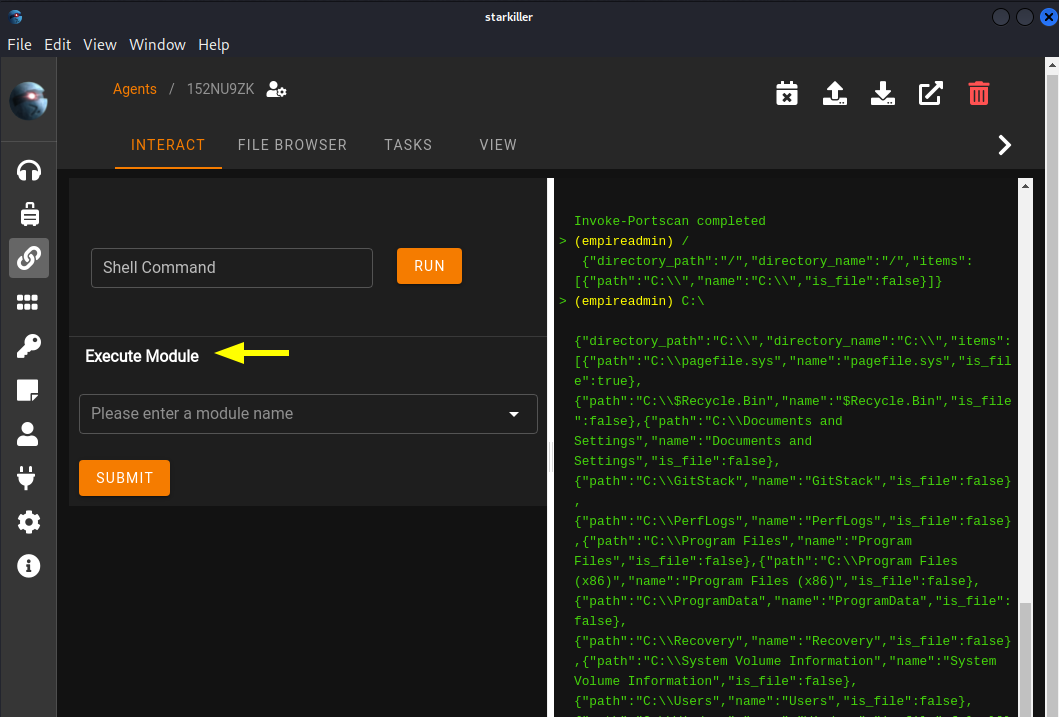 starkiller
File Edit View Window Help
Agents / 152NU9ZK
INTERACT FILE BROWSER TASKS VIEW
Shell Command
RUN
Execute Module
Please enter a module name
SUBMIT
Invoke-Portscan completed
> (empireadmin) /
{"directory_path":"/","directory_name":"/","items":
[{"path":"C:\\","name":"C:\\","is_file":false}]}
> (empireadmin) C:\
{"directory_path":"C:\\","directory_name":"C:\\","items":
[{"path":"C:\\pagefile.sys","name":"pagefile.sys","is_fil
e":true},
{"path":"C:\\$Recycle.Bin","name":"$Recycle.Bin","is_file
":false},{"path":"C:\\Documents and
Settings","name":"Documents and
Settings","is_file":false},
{"path":"C:\\GitStack","name":"GitStack","is_file":false}
,
{"path":"C:\\PerfLogs","name":"PerfLogs","is_file":false}
,{"path":"C:\\Program Files","name":"Program
Files","is_file":false},{"path":"C:\\Program Files
(x86)","name":"Program Files (x86)","is_file":false},
{"path":"C:\\ProgramData","name":"ProgramData","is_file":
false},
{"path":"C:\\Recovery","name":"Recovery","is_file":false}
,{"path":"C:\\System Volume Information","name":"System
Volume Information","is_file":false},
{"path":"C:\\Users","name":"Users","is_file":false},